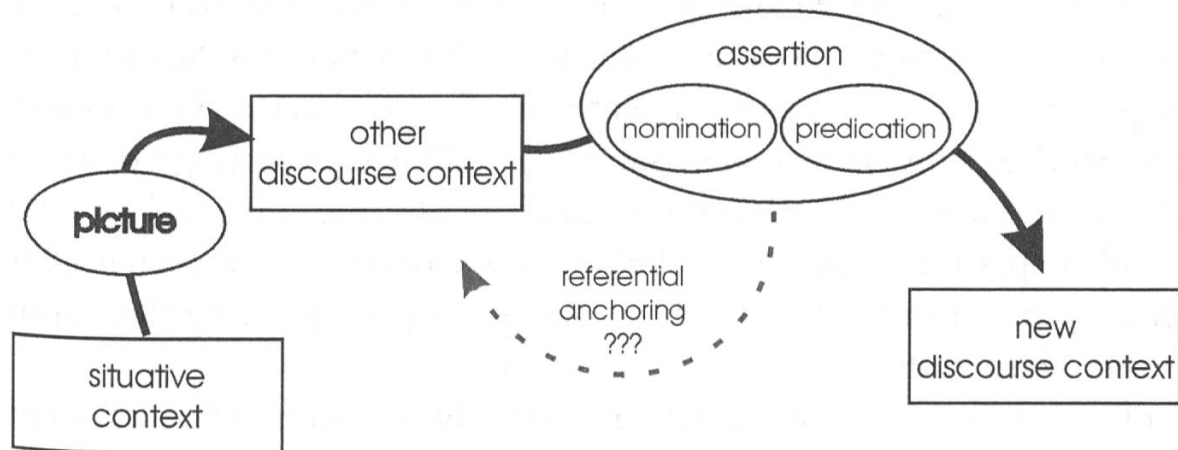 assertion
nomination
predication
other
discourse context
picture
referential
anchoring
???
situative
context
new
discourse context